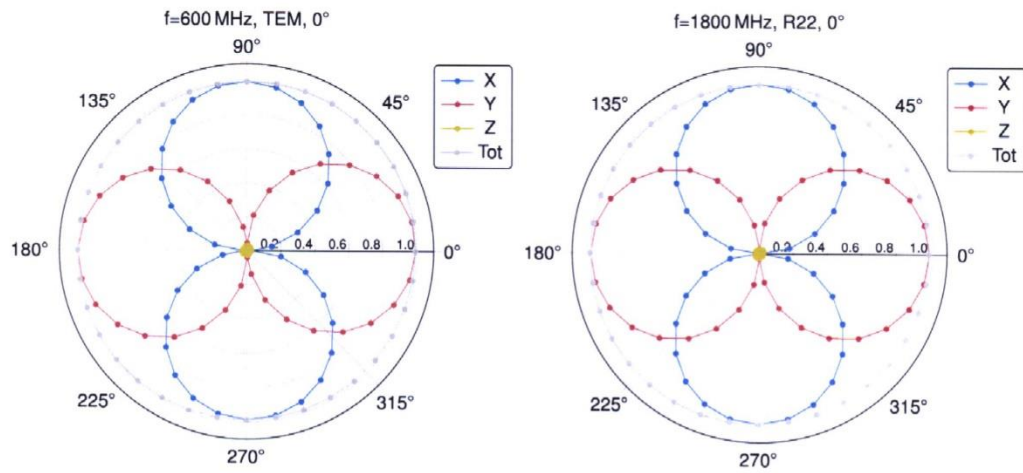 f=600 MHz, TEM, 0°
90°
135°
45°
X
Y
Z
Tot
180°
0.2 0.4 0.6 0.8 1.0
0°
225°
315°
270°
f=1800 MHz, R22, 0°
90°
135°
45°
X
Y
Z
Tot
180°
0.2 0.4 0.6 0.8 1.0
0°
225°
315°
270°